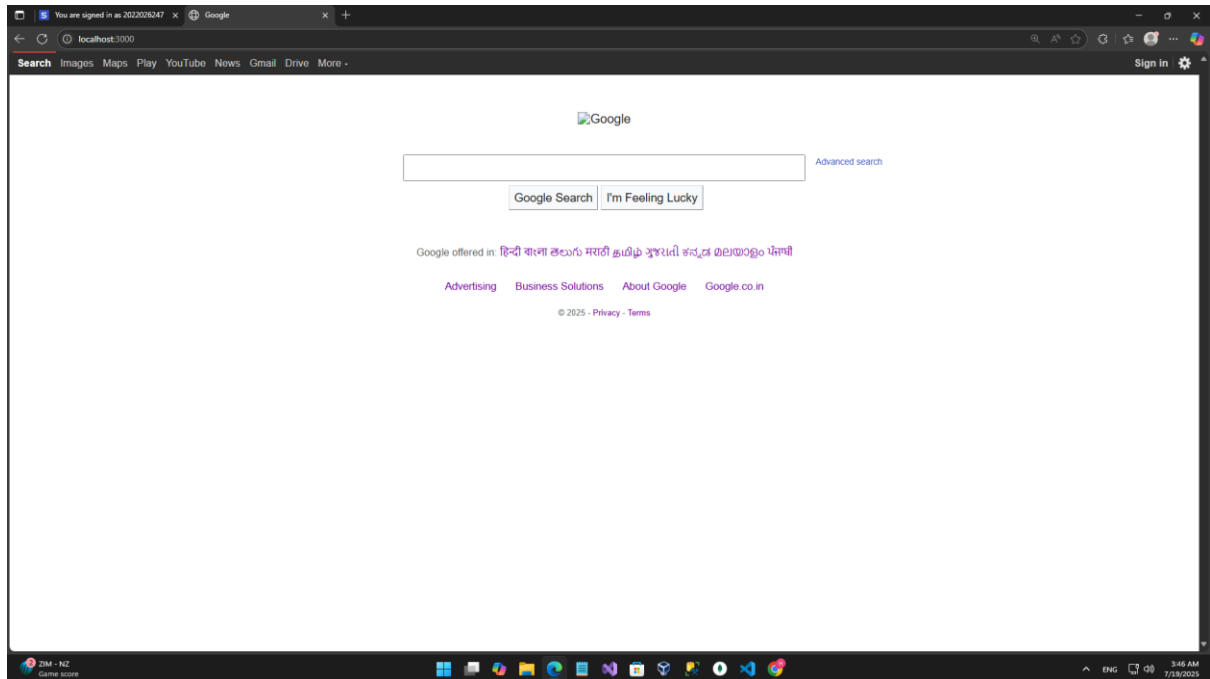 You are signed in as 2022026247
Google
localhost:3000
Search Images Maps Play YouTube News Gmail Drive More
Sign in
Google
Advanced search
Google Search I'm Feeling Lucky
Google offered in: हिन्दी বাংলা తెలుగు मराठी தமிழ் ગુજરાતી ಕನ್ನಡ മലയാളം ਪੰਜਾਬੀ
Advertising Business Solutions About Google Google.co.in
© 2025 - Privacy - Terms
2
ZIM - NZ
Game score
ENG
3:46 AM
7/19/2025